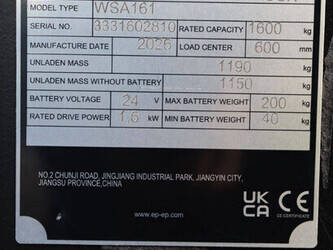 MODEL TYPE WSA161
SERIAL NO. 8331602810 RATED CAPACITY 1600 kg
MANUFACTURE DATE 2026 LOAD CENTER 600 mm
UNLADEN MASS 1190 kg
UNLADEN MASS WITHOUT BATTERY 1150 kg
BATTERY VOLTAGE 24 V MAX BATTERY WEIGHT 200 kg
RATED DRIVE POWER 1.6 kW MIN BATTERY WEIGHT 40 kg
NO.2 CHUNJI ROAD, JINGJIANG INDUSTRIAL PARK, JIANGYIN CITY,
JIANGSU PROVINCE,CHINA
www.ep-ep.com
UK CA CE
CE CERTIFICATE